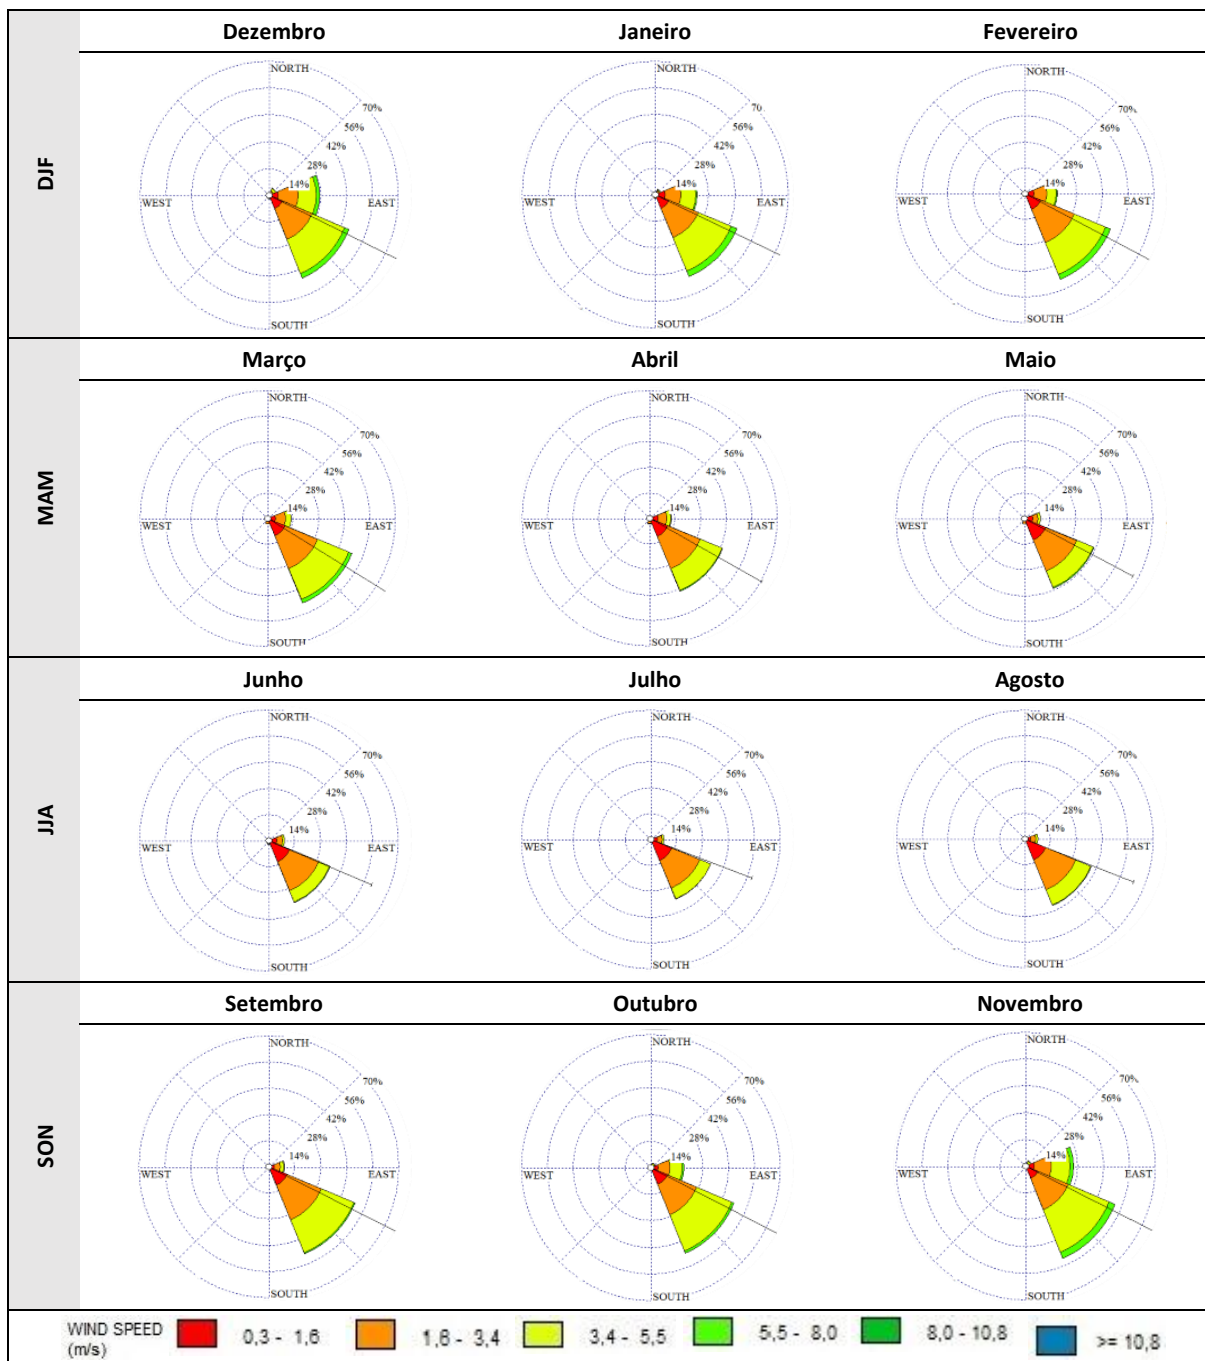 Dezembro Janeiro Fevereiro
DJF
NORTH
70%
56%
42%
28%
14%
WEST
EAST
SOUTH
NORTH
70
56%
42%
28%
14%
WEST
EAST
SOUTH
NORTH
70%
56%
42%
28%
14%
WEST
EAST
SOUTH
Março Abril Maio
MAM
NORTH
70%
56%
42%
28%
14%
WEST
EAST
SOUTH
NORTH
70%
56%
42%
28%
14%
WEST
EAST
SOUTH
NORTH
70%
56%
42%
28%
14%
WEST
EAST
SOUTH
Junho Julho Agosto
JJA
NORTH
70%
56%
42%
28%
14%
WEST
EAST
SOUTH
NORTH
70%
56%
42%
28%
14%
WEST
EAST
SOUTH
NORTH
70%
56%
42%
28%
14%
WEST
EAST
SOUTH
Setembro Outubro Novembro
SON
NORTH
70%
56%
42%
28%
14%
WEST
EAST
SOUTH
NORTH
70%
56%
42%
28%
14%
WEST
EAST
SOUTH
NORTH
70%
56%
42%
28%
14%
WEST
EAST
SOUTH
WIND SPEED
(m/s)
0,3 - 1,6 1,6 - 3,4 3,4 - 5,5 5,5 - 8,0 8,0 - 10,8 >= 10,8